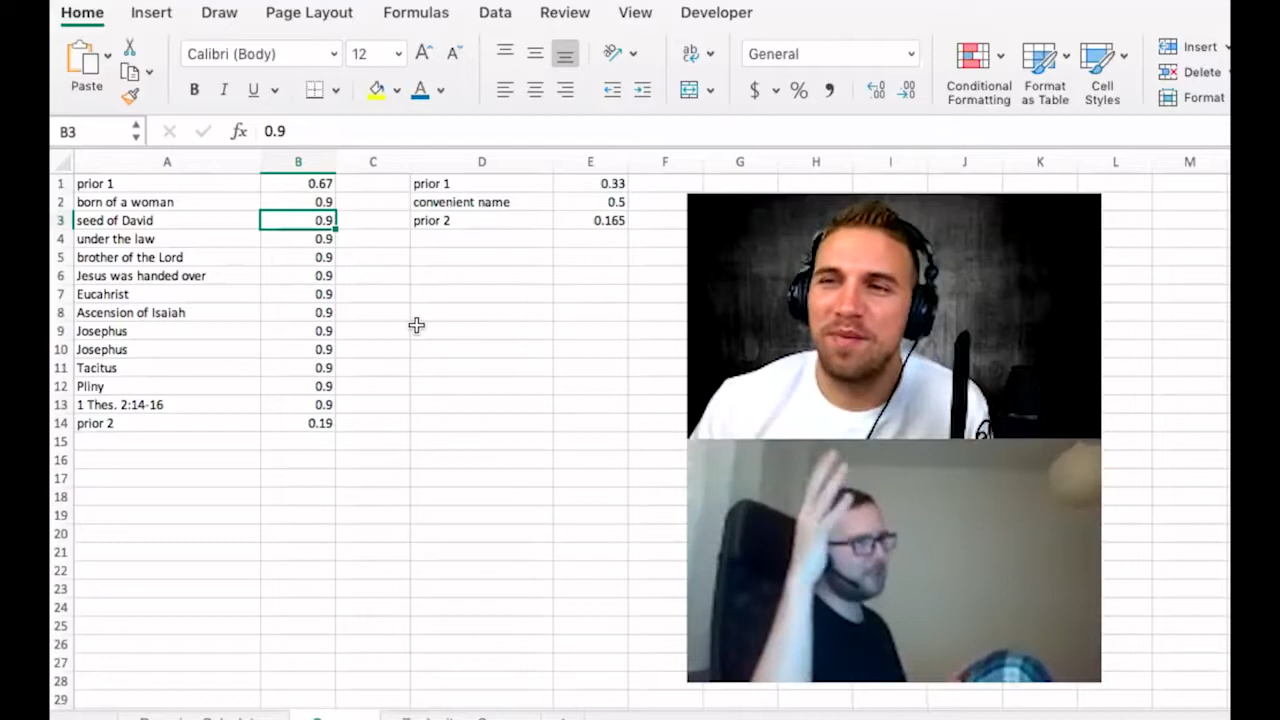 Home Insert Draw Page Layout Formulas Data Review View Developer
Paste Calibri (Body) 12 A A ab General Insert
B I U A $ % Conditional Formatting Format as Table Cell Styles Delete
Format
B3 fx 0.9
A B C D E F G H I J K L M
1 prior 1 0.67 prior 1 0.33
2 born of a woman 0.9 convenient name 0.5
3 seed of David 0.9 prior 2 0.165
4 under the law 0.9
5 brother of the Lord 0.9
6 Jesus was handed over 0.9
7 Eucahrist 0.9
8 Ascension of Isaiah 0.9
9 Josephus 0.9
10 Josephus 0.9
11 Tacitus 0.9
12 Pliny 0.9
13 1 Thes. 2:14-16 0.9
14 prior 2 0.19
15
16
17
18
19
20
21
22
23
24
25
26
27
28
29